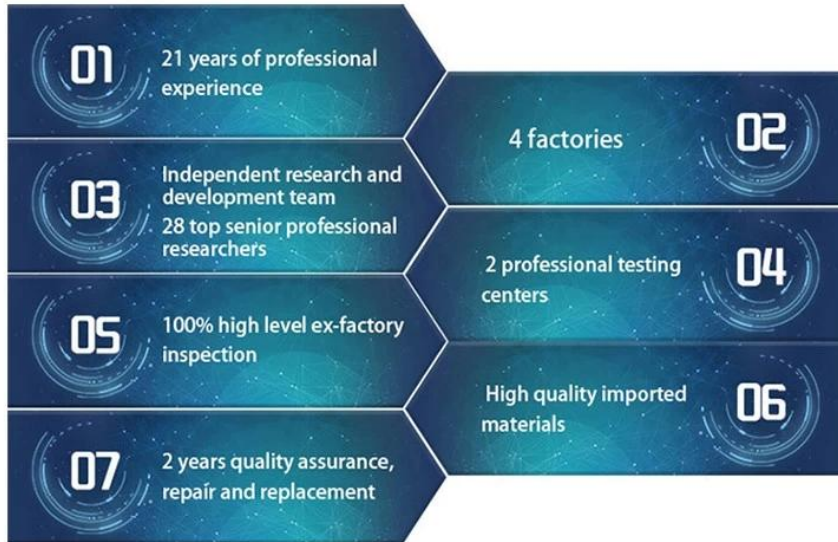 01
21 years of professional
experience
02
4 factories
03
Independent research and
development team
28 top senior professional
researchers
04
2 professional testing
centers
05
100% high level ex-factory
inspection
06
High quality imported
materials
07
2 years quality assurance,
repair and replacement